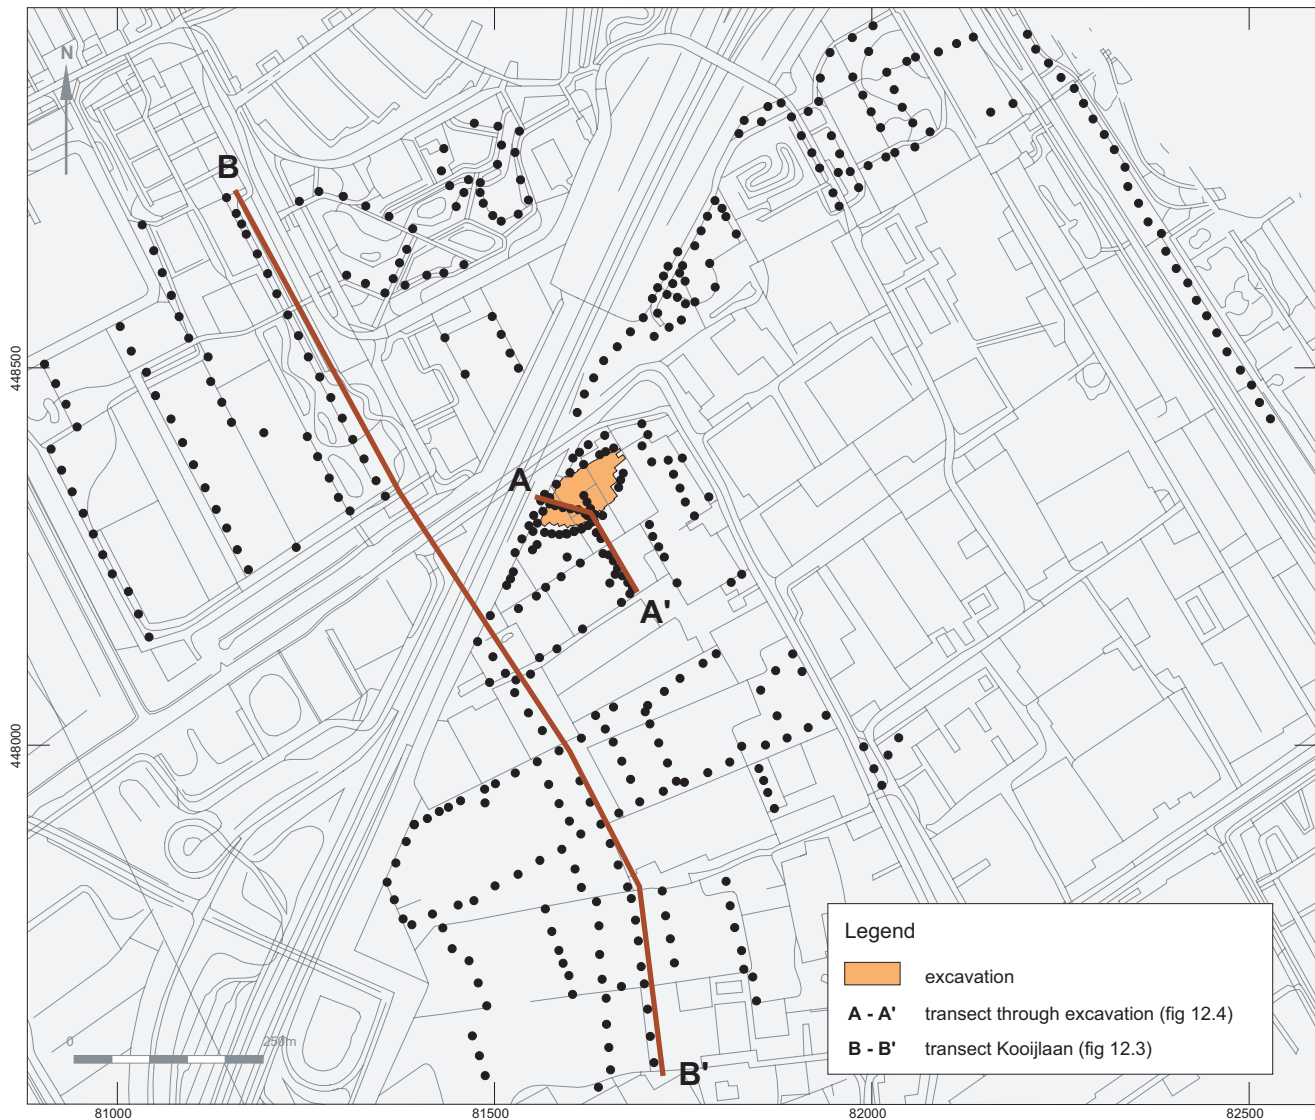 N
B
448500
A
A'
448000
Legend
excavation
A - A' transect through excavation (fig 12.4)
B - B' transect Kooijlaan (fig 12.3)
0 250m
B'
81000 81500 82000 82500